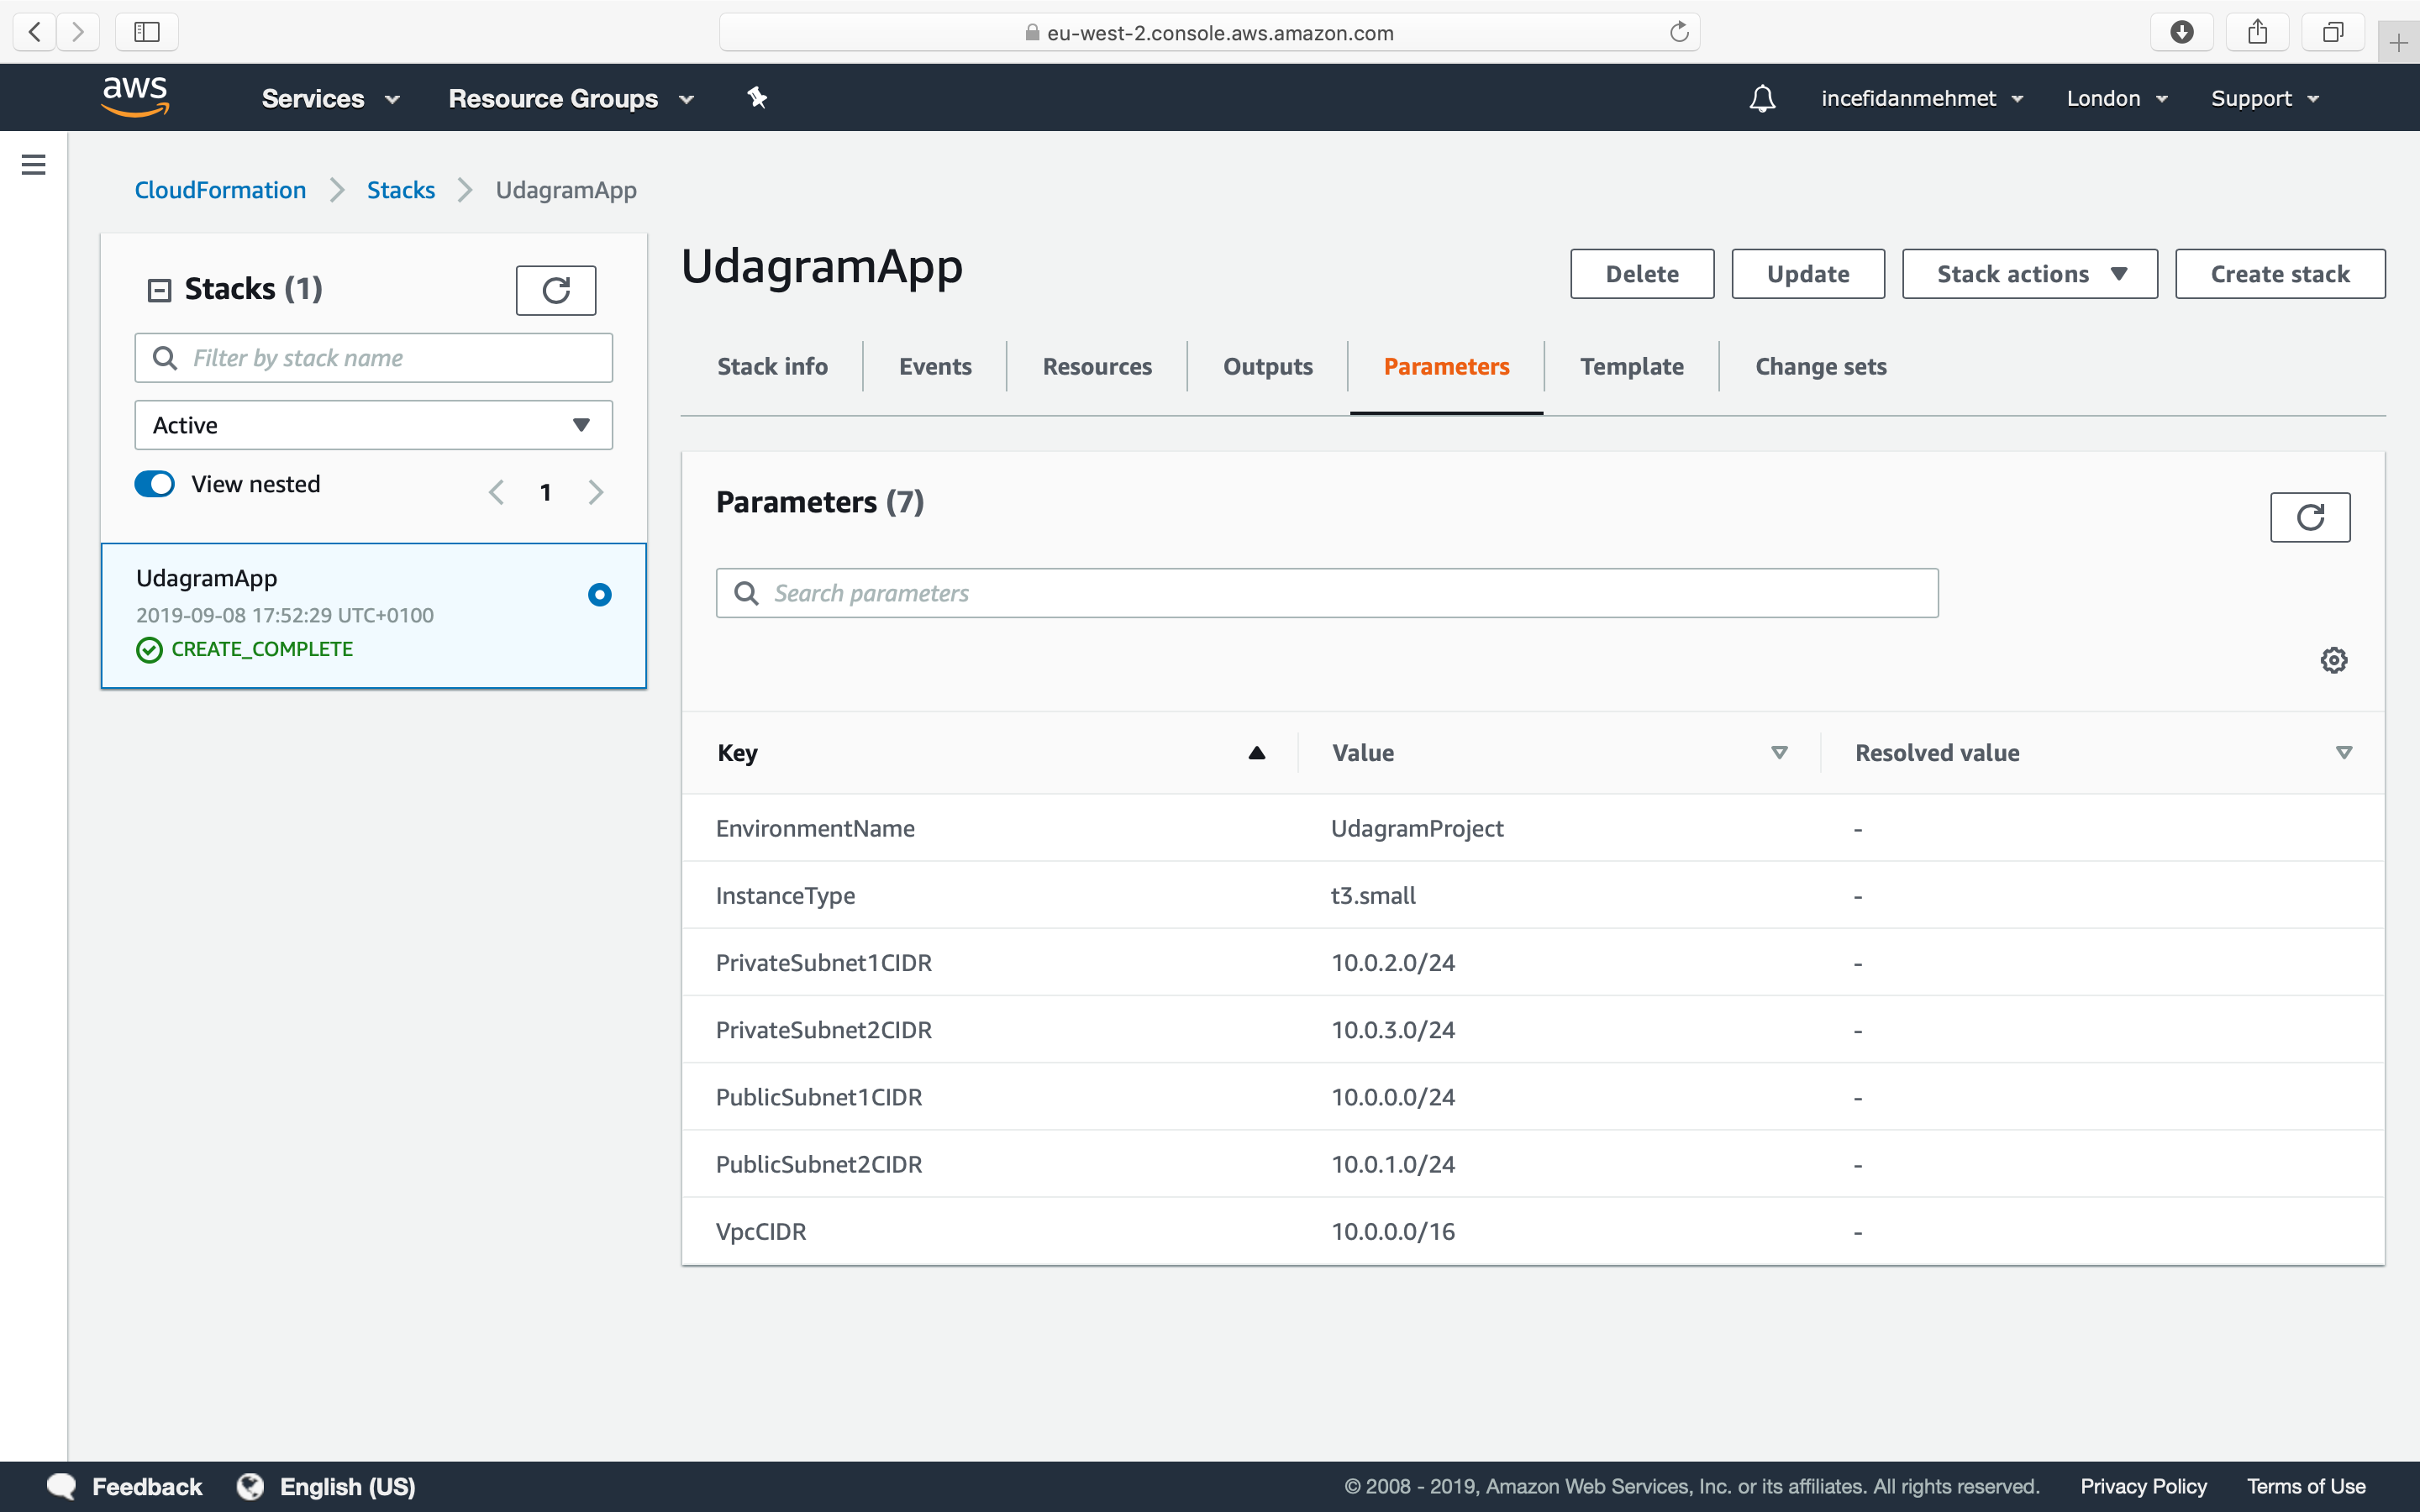 eu-west-2.console.aws.amazon.com
aws Services Resource Groups incefidanmehmet London Support
CloudFormation Stacks UdagramApp
Stacks (1)
Filter by stack name
Active
View nested 1
UdagramApp
2019-09-08 17:52:29 UTC+0100
CREATE_COMPLETE
UdagramApp
Delete Update Stack actions Create stack
Stack info Events Resources Outputs Parameters Template Change sets
Parameters (7)
Search parameters
Key Value Resolved value
EnvironmentName UdagramProject -
InstanceType t3.small -
PrivateSubnet1CIDR 10.0.2.0/24 -
PrivateSubnet2CIDR 10.0.3.0/24 -
PublicSubnet1CIDR 10.0.0.0/24 -
PublicSubnet2CIDR 10.0.1.0/24 -
VpcCIDR 10.0.0.0/16 -
Feedback English (US) © 2008 - 2019, Amazon Web Services, Inc. or its affiliates. All rights reserved. Privacy Policy Terms of Use